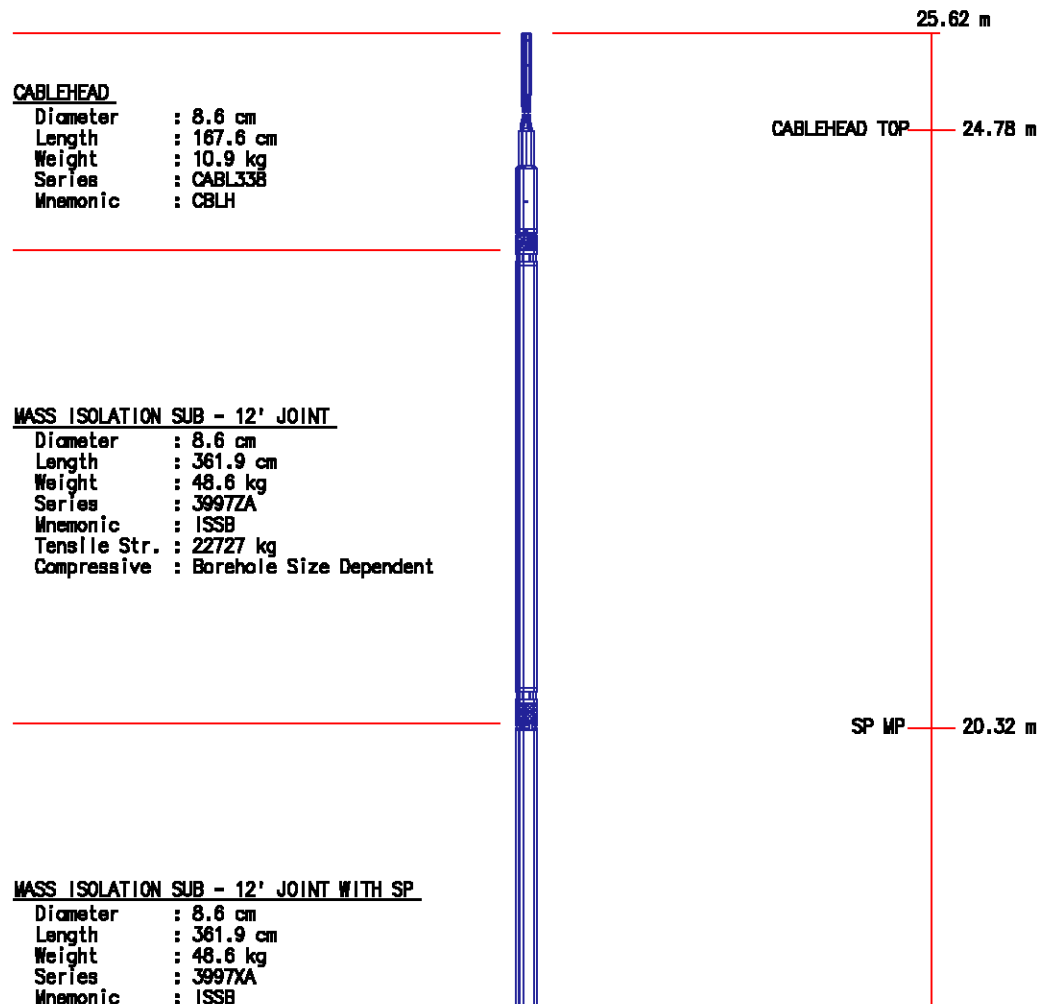 25.62 m
CABLEHEAD
Diameter : 8.6 cm
Length : 167.6 cm
Weight : 10.9 kg
Series : CABL338
Mnemonic : CBLH
CABLEHEAD TOP 24.78 m
MASS ISOLATION SUB - 12' JOINT
Diameter : 8.6 cm
Length : 361.9 cm
Weight : 48.6 kg
Series : 3997ZA
Mnemonic : ISSB
Tensile Str. : 22727 kg
Compressive : Borehole Size Dependent
SP MP 20.32 m
MASS ISOLATION SUB - 12' JOINT WITH SP
Diameter : 8.6 cm
Length : 361.9 cm
Weight : 48.6 kg
Series : 3997XA
Mnemonic : ISSB